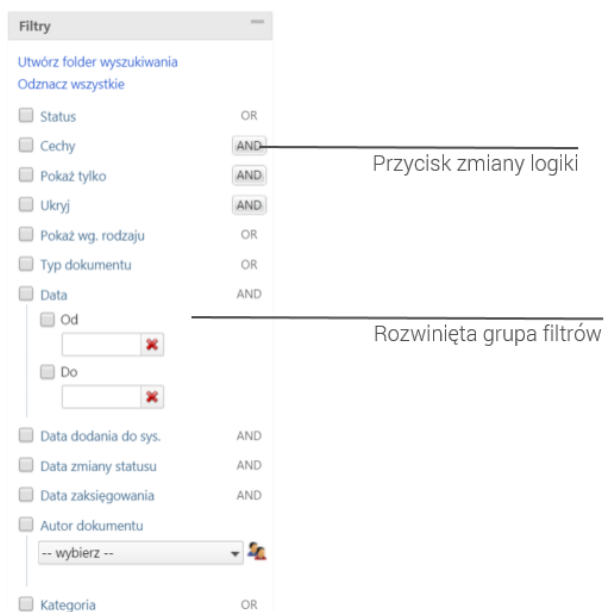 Filtry
Utwórz folder wyszukiwania
Odznacz wszystkie
Status OR
Cechy AND
Przycisk zmiany logiki
Pokaż tylko AND
Ukryj AND
Pokaż wg. rodzaju OR
Typ dokumentu OR
Data AND
Od
Rozwinięta grupa filtrów
Do
Data dodania do sys. AND
Data zmiany statusu AND
Data zaksięgowania AND
Autor dokumentu
-- wybierz --
Kategoria OR